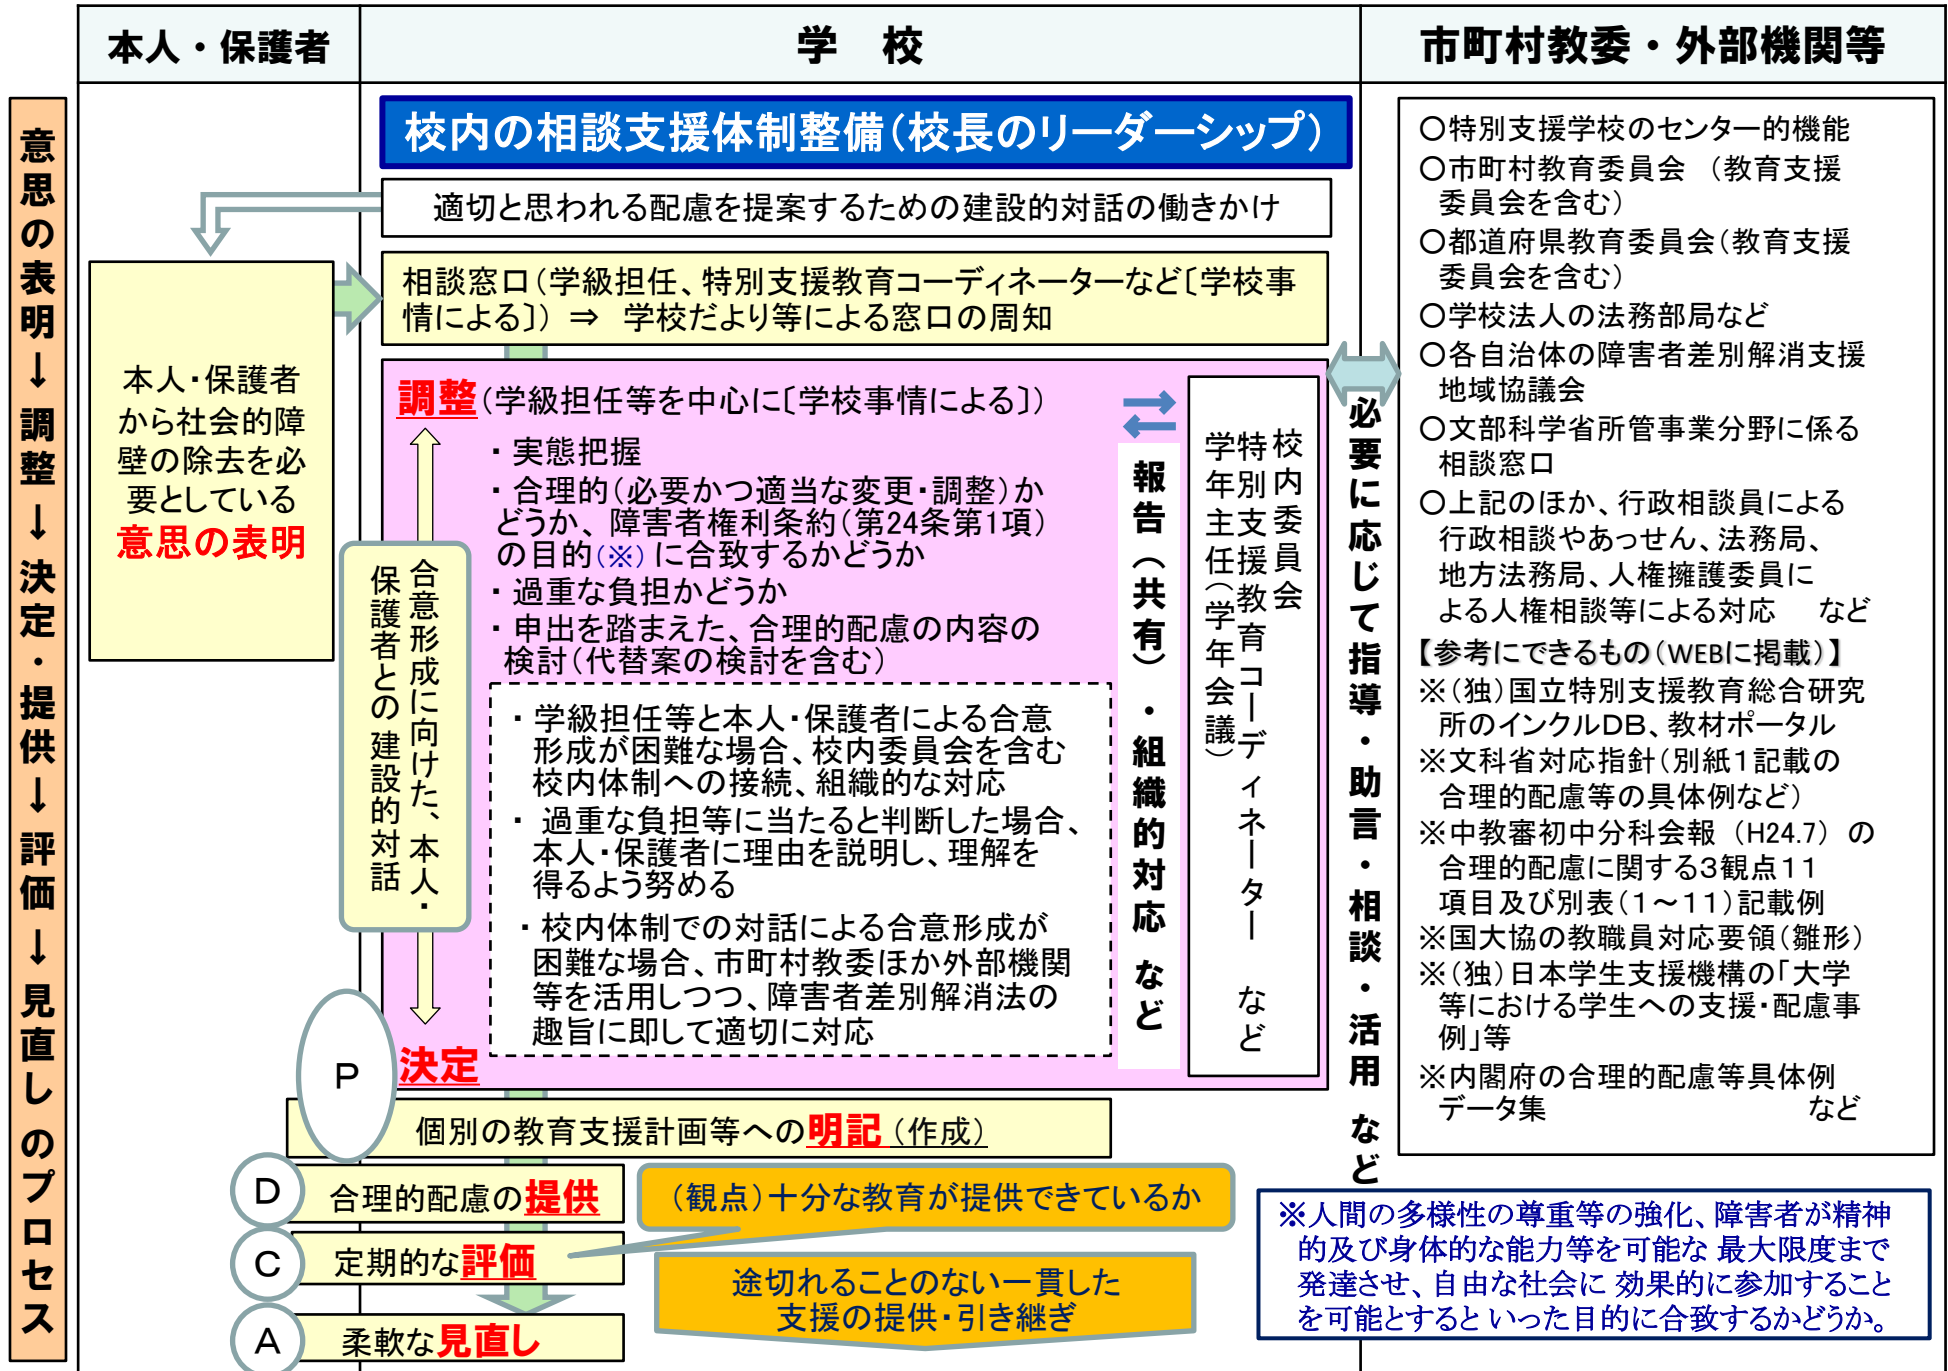 本人・保護者
学　校
市町村教委・外部機関等
意思の表明→調整→決定・提供→評価→見直しのプロセス
校内の相談支援体制整備(校長のリーダーシップ)
適切と思われる配慮を提案するための建設的対話の働きかけ
相談窓口(学級担任、特別支援教育コーディネーターなど〔学校事
情による〕) ⇒ 学校だより等による窓口の周知
本人・保護者
から社会的障
壁の除去を必
要としている
意思の表明
調整(学級担任等を中心に〔学校事情による〕)
・実態把握
・合理的(必要かつ適当な変更・調整)か
どうか、障害者権利条約(第24条第1項)
の目的(※)に合致するかどうか
・過重な負担かどうか
・申出を踏まえた、合理的配慮の内容の
検討(代替案の検討を含む)
・学級担任等と本人・保護者による合意
形成が困難な場合、校内委員会を含む
校内体制への接続、組織的な対応
・過重な負担等に当たると判断した場合、
本人・保護者に理由を説明し、理解を
得るよう努める
・校内体制での対話による合意形成が
困難な場合、市町村教委ほか外部機関
等を活用しつつ、障害者差別解消法の
趣旨に即して適切に対応
決定
合意形成に向けた、本人・
保護者との建設的対話
報告(共有)・組織的対応 など
校内委員会
特別支援教育コーディネーター など
学年主任(学年会議)
必要に応じて指導・助言・相談・活用 など
P
個別の教育支援計画等への明記(作成)
D
合理的配慮の提供
(観点)十分な教育が提供できているか
C
定期的な評価
途切れることのない一貫した
支援の提供・引き継ぎ
A
柔軟な見直し
○特別支援学校のセンター的機能
○市町村教育委員会 (教育支援
委員会を含む)
○都道府県教育委員会(教育支援
委員会を含む)
○学校法人の法務部局など
○各自治体の障害者差別解消支援
地域協議会
○文部科学省所管事業分野に係る
相談窓口
○上記のほか、行政相談員による
行政相談やあっせん、法務局、
地方法務局、人権擁護委員に
よる人権相談等による対応 など
【参考にできるもの(WEBに掲載)】
※(独)国立特別支援教育総合研究
所のインクルDB、教材ポータル
※文科省対応指針(別紙1記載の
合理的配慮等の具体例など)
※中教審初中分科会報 (H24.7) の
合理的配慮に関する3観点11
項目及び別表(1～11)記載例
※国大協の教職員対応要領(雛形)
※(独)日本学生支援機構の「大学
等における学生への支援・配慮事
例」等
※内閣府の合理的配慮等具体例
データ集 など
※人間の多様性の尊重等の強化、障害者が精神
的及び身体的な能力等を可能な 最大限度まで
発達させ、自由な社会に 効果的に参加すること
を可能とするといった目的に合致するかどうか。